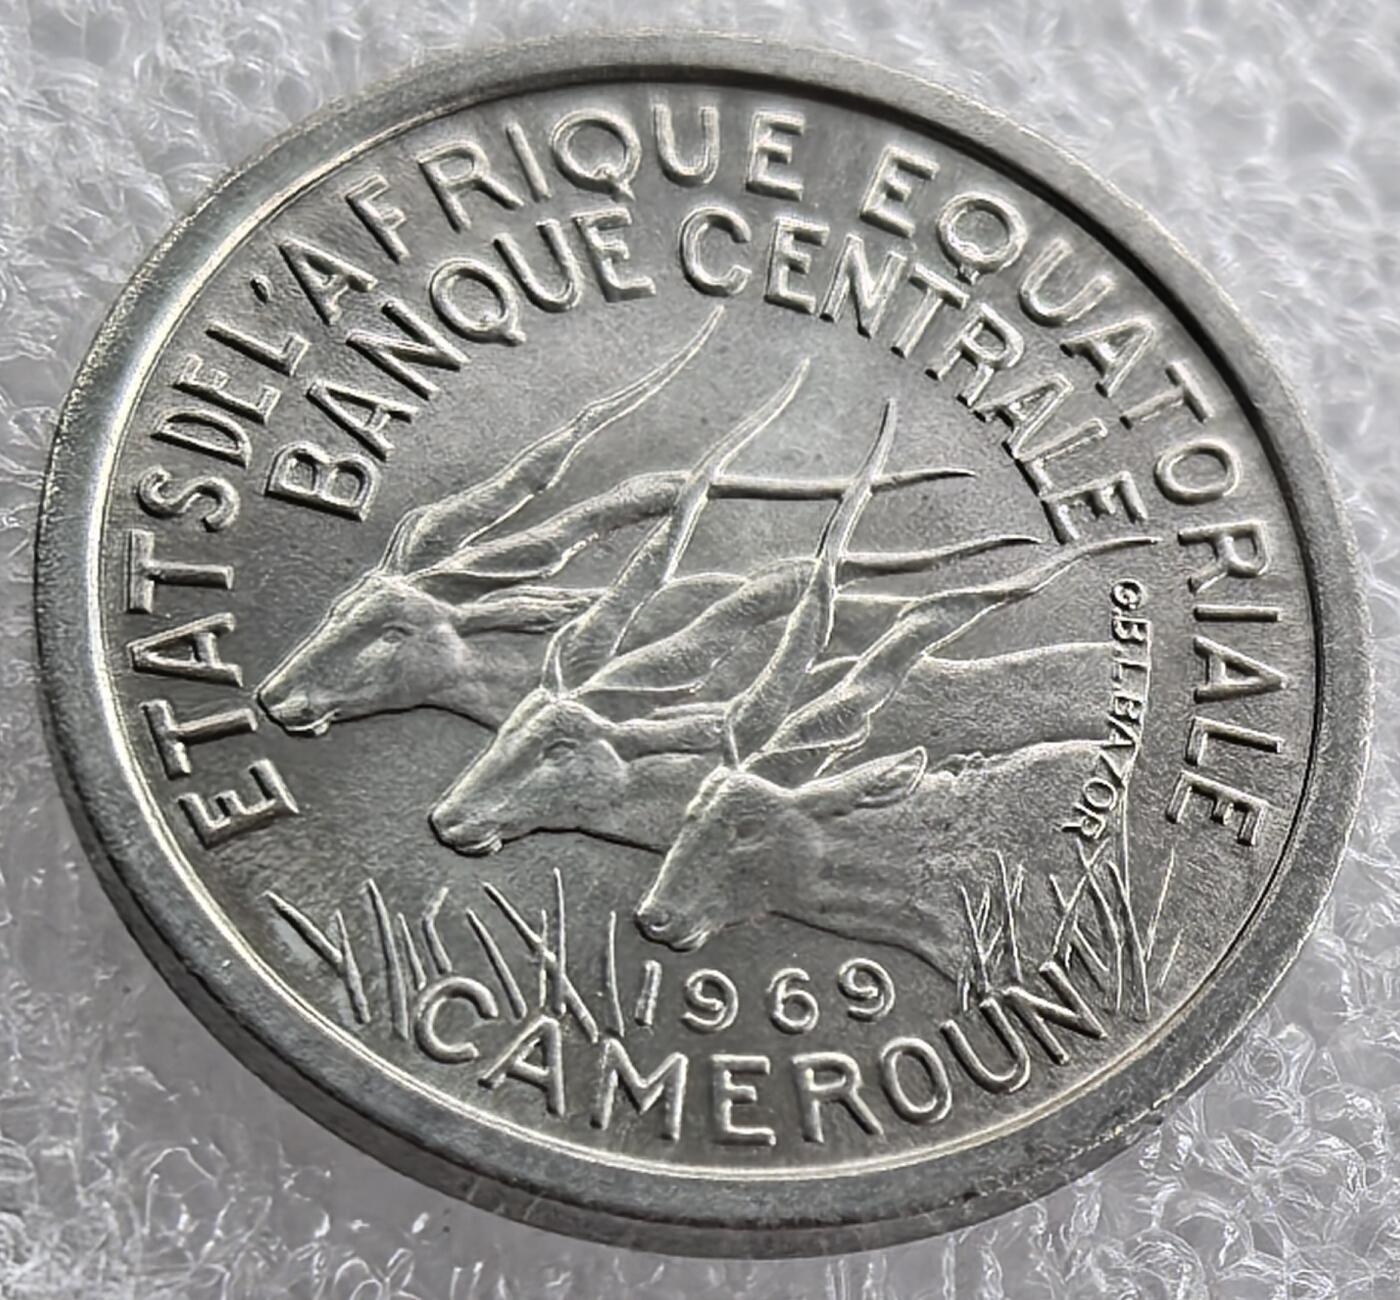 ETATS DE L'AFRIQUE EQUATORIALE
BANQUE CENTRALE
G.B.L.BAZOR
1969
CAMEROUN